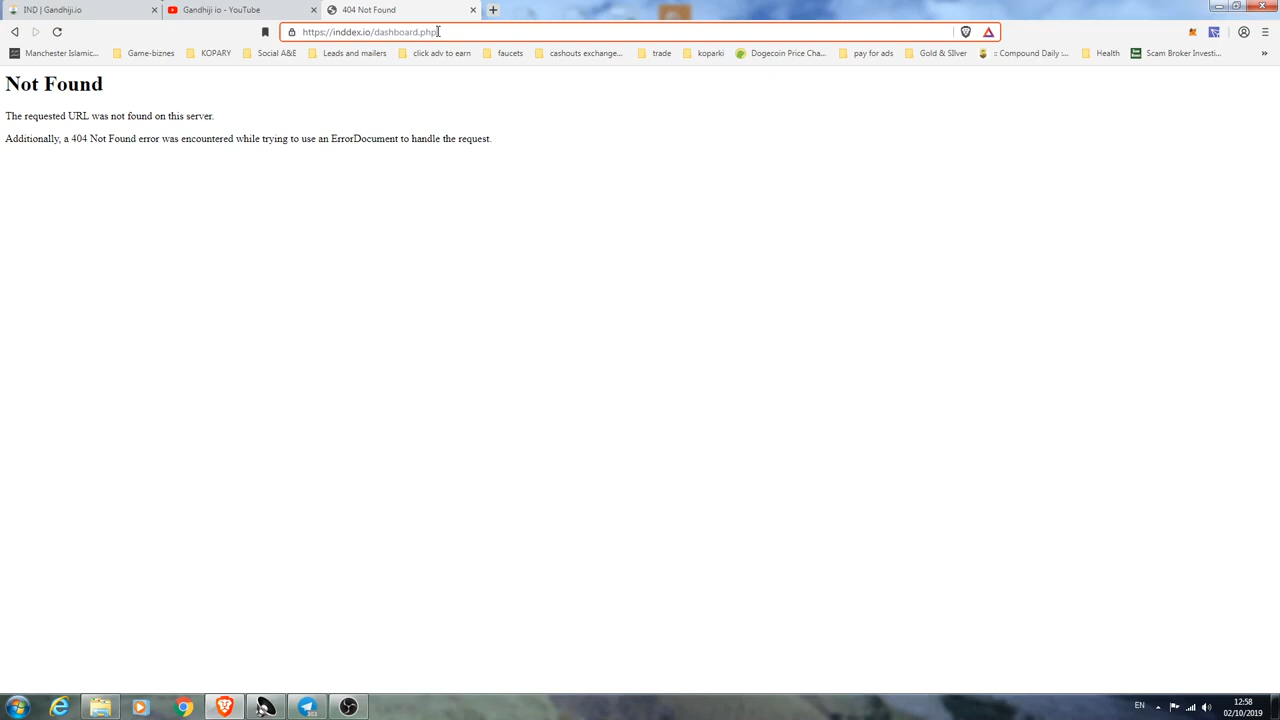 IND | Gandhiji.io
Gandhiji io - YouTube
404 Not Found
https://inddex.io/dashboard.php
Manchester Islamic...
Game-biznes
KOPARY
Social A&E
Leads and mailers
click adv to earn
faucets
cashouts exchange...
trade
koparki
Dogecoin Price Cha...
pay for ads
Gold & SIlver
:: Compound Daily :...
Health
Scam Broker Investi...
»
Not Found
The requested URL was not found on this server.
Additionally, a 404 Not Found error was encountered while trying to use an ErrorDocument to handle the request.
EN
12:58
02/10/2019